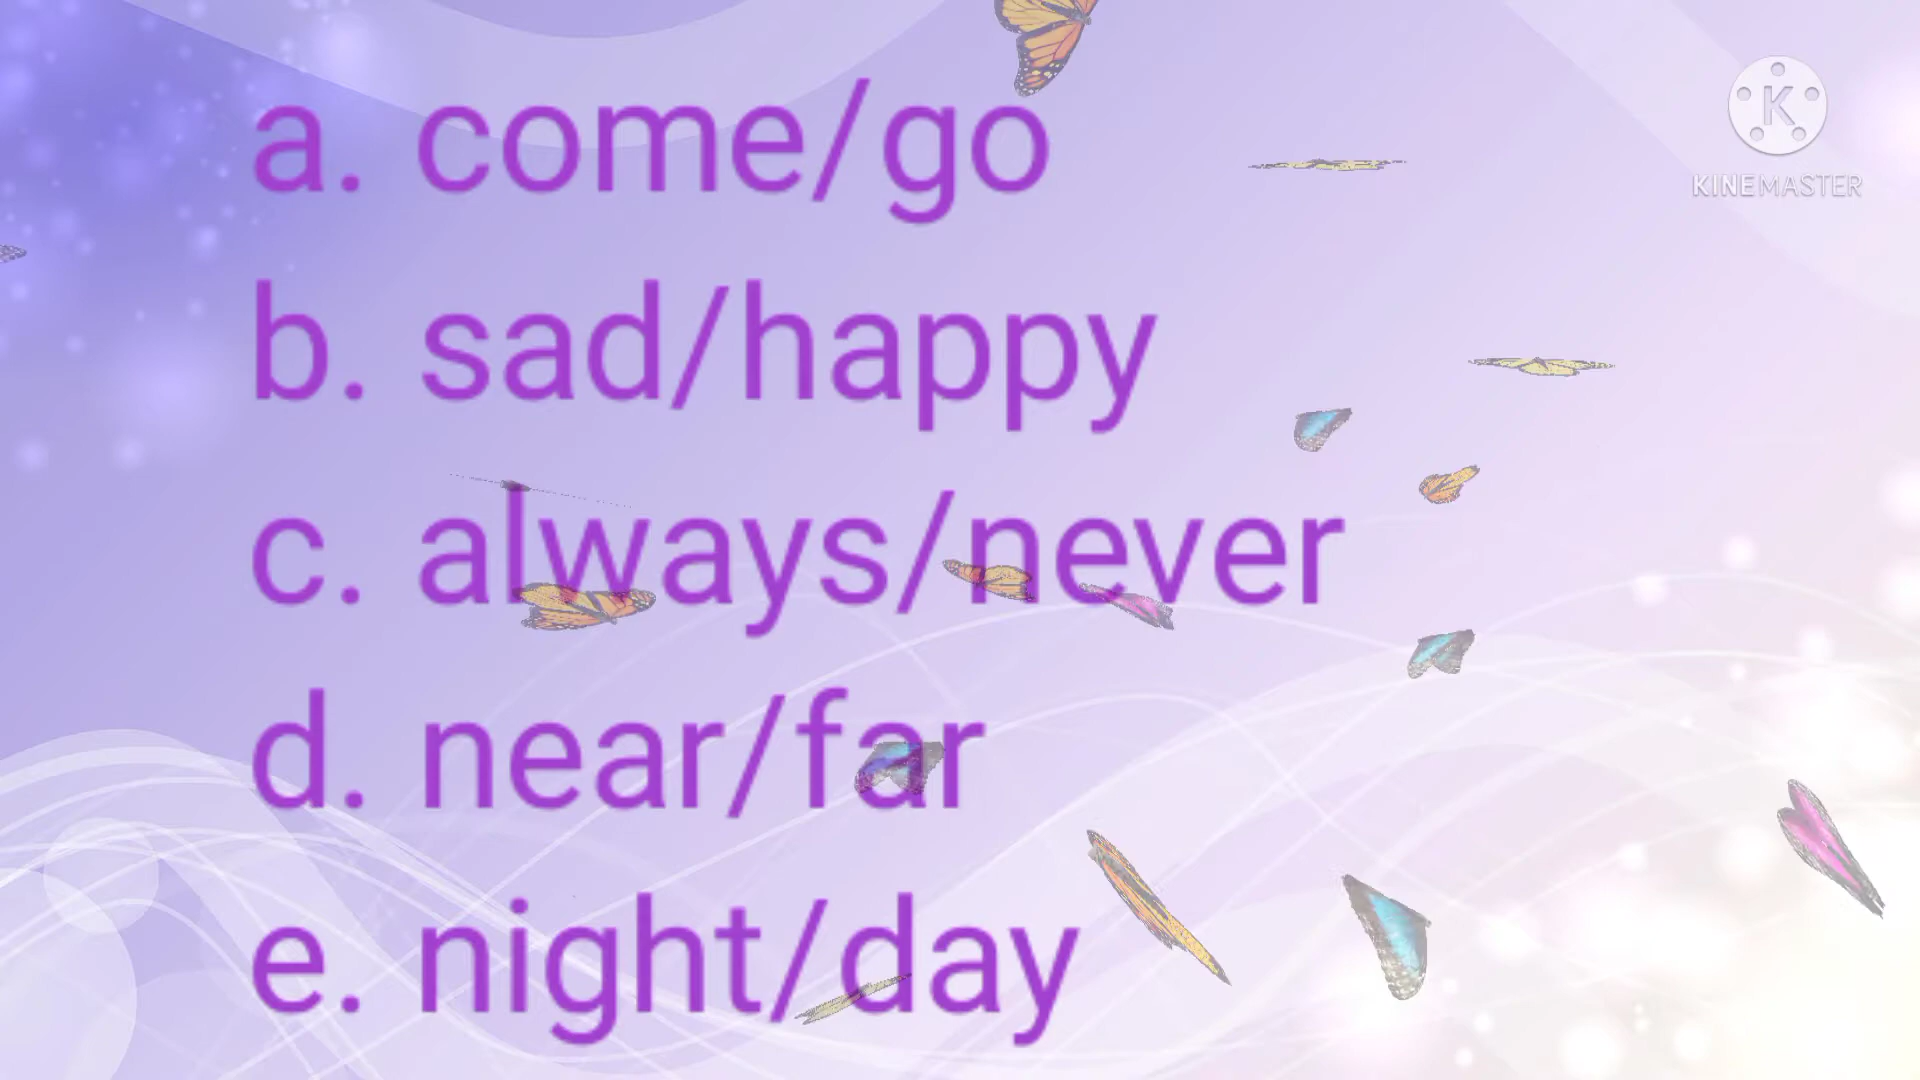 a. come/go
KINEMASTER
b. sad/happy
c. always/never
d. near/far
e. night/day